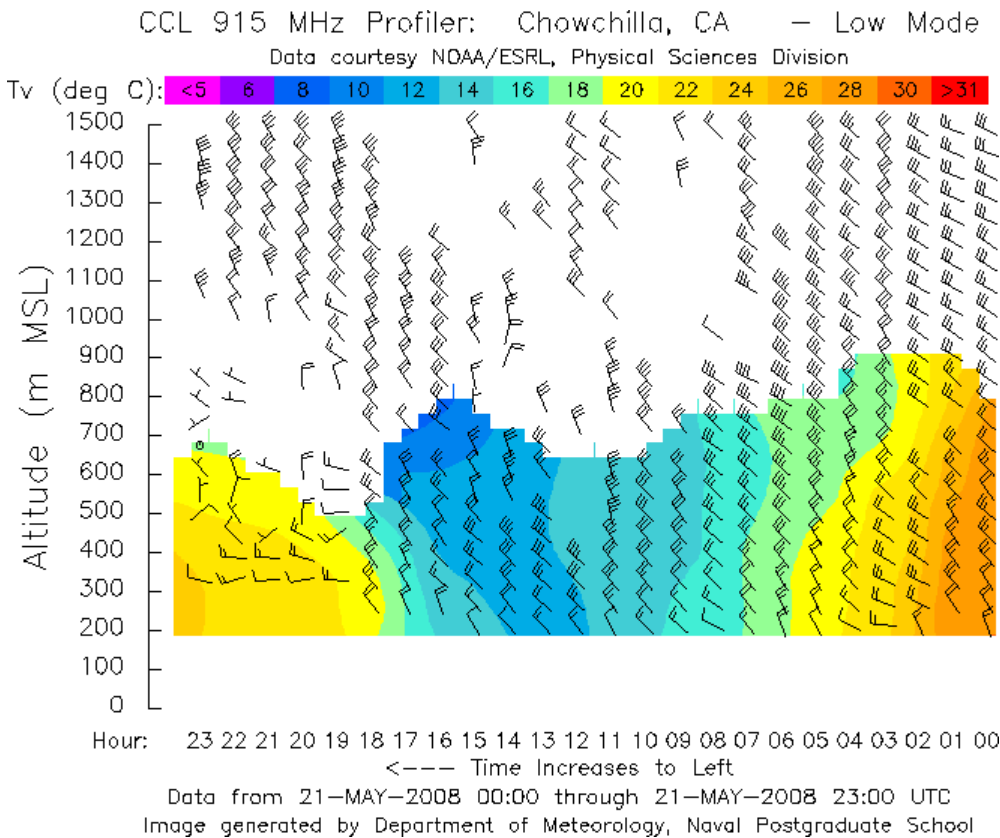 CCL 915 MHz Profiler: Chowchilla, CA – Low Mode
Data courtesy NOAA/ESRL, Physical Sciences Division
Tv (deg C): <5 6 8 10 12 14 16 18 20 22 24 26 28 30 >31
1500
1400
1300
1200
1100
1000
900
800
700
600
500
400
300
200
100
0
Altitude (m MSL)
Hour: 23 22 21 20 19 18 17 16 15 14 13 12 11 10 09 08 07 06 05 04 03 02 01 00
<––– Time Increases to Left
Data from 21–MAY–2008 00:00 through 21–MAY–2008 23:00 UTC
Image generated by Department of Meteorology, Naval Postgraduate School